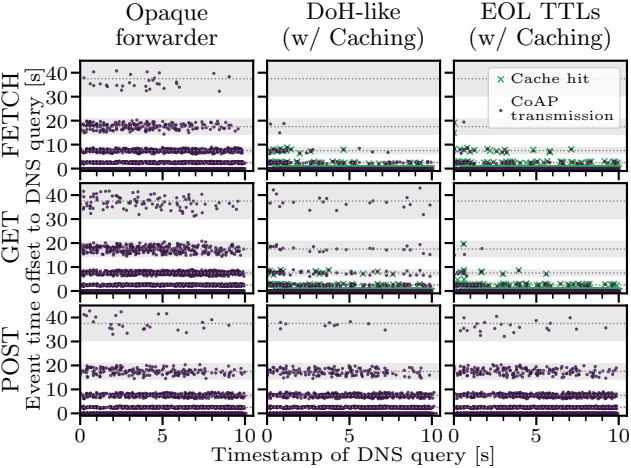 Opaque
forwarder
DoH-like
(w/ Caching)
EOL TTLs
(w/ Caching)
FETCH
GET
POST
Event time offset to DNS query [s]
40
30
20
10
0
40
30
20
10
0
40
30
20
10
0
Cache hit
CoAP
transmission
0 5 10
0 5 10
0 5 10
Timestamp of DNS query [s]